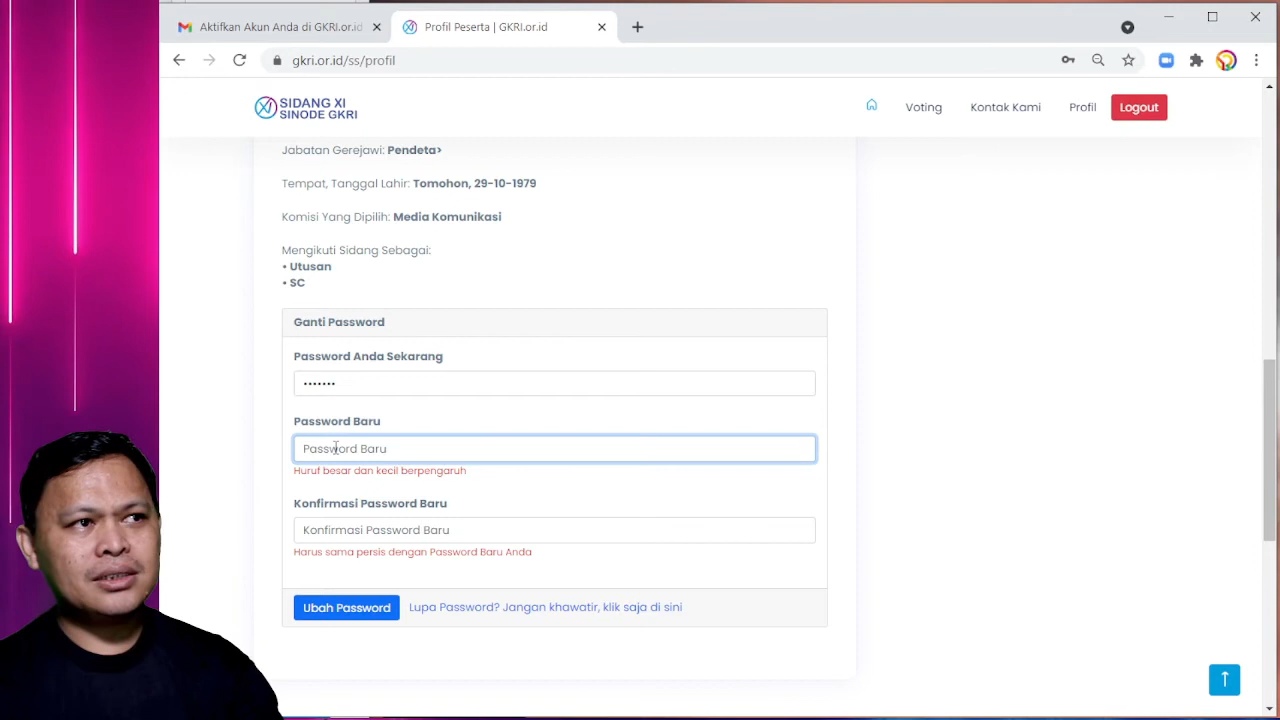 Aktifkan Akun Anda di GKRI.or.id
Profil Peserta | GKRI.or.id
gkri.or.id/ss/profil
SIDANG XI
SINODE GKRI
Voting
Kontak Kami
Profil
Logout
Jabatan Gerejawi: Pendeta>
Tempat, Tanggal Lahir: Tomohon, 29-10-1979
Komisi Yang Dipilih: Media Komunikasi
Mengikuti Sidang Sebagai:
• Utusan
• SC
Ganti Password
Password Anda Sekarang
•••••••
Password Baru
Password Baru
Huruf besar dan kecil berpengaruh
Konfirmasi Password Baru
Konfirmasi Password Baru
Harus sama persis dengan Password Baru Anda
Ubah Password
Lupa Password? Jangan khawatir, klik saja di sini